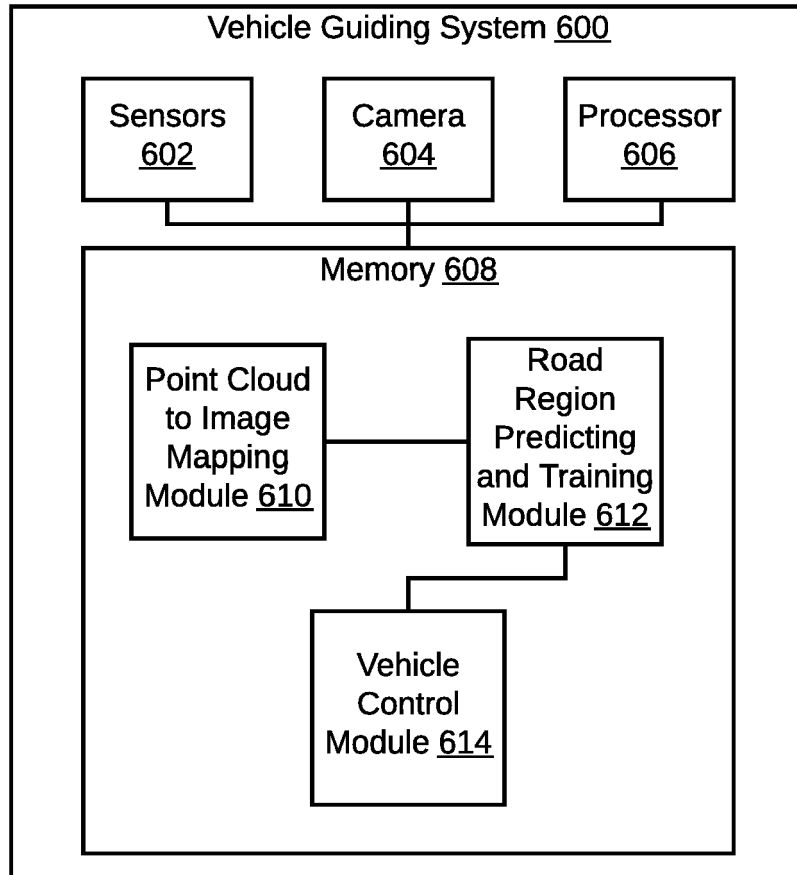 Vehicle Guiding System 600
Sensors
602
Camera
604
Processor
606
Memory 608
Point Cloud
to Image
Mapping
Module 610
Road
Region
Predicting
and Training
Module 612
Vehicle
Control
Module 614